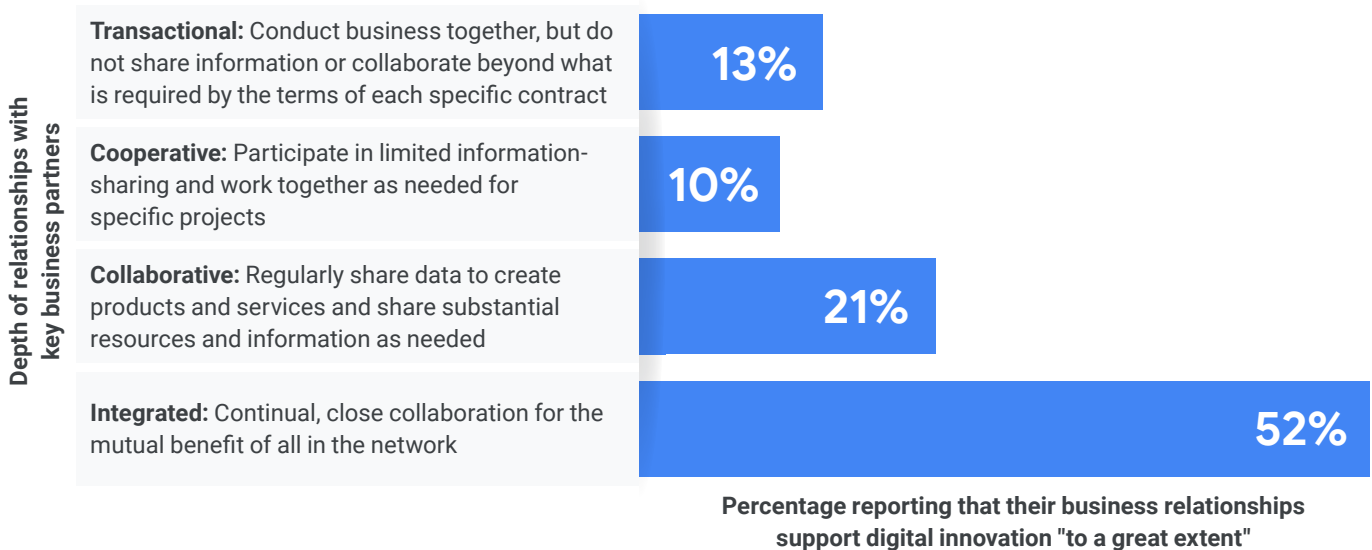 Depth of relationships with
key business partners
Transactional: Conduct business together, but do
not share information or collaborate beyond what
is required by the terms of each specific contract
13%
Cooperative: Participate in limited information-
sharing and work together as needed for
specific projects
10%
Collaborative: Regularly share data to create
products and services and share substantial
resources and information as needed
21%
Integrated: Continual, close collaboration for the
mutual benefit of all in the network
52%
Percentage reporting that their business relationships
support digital innovation "to a great extent"